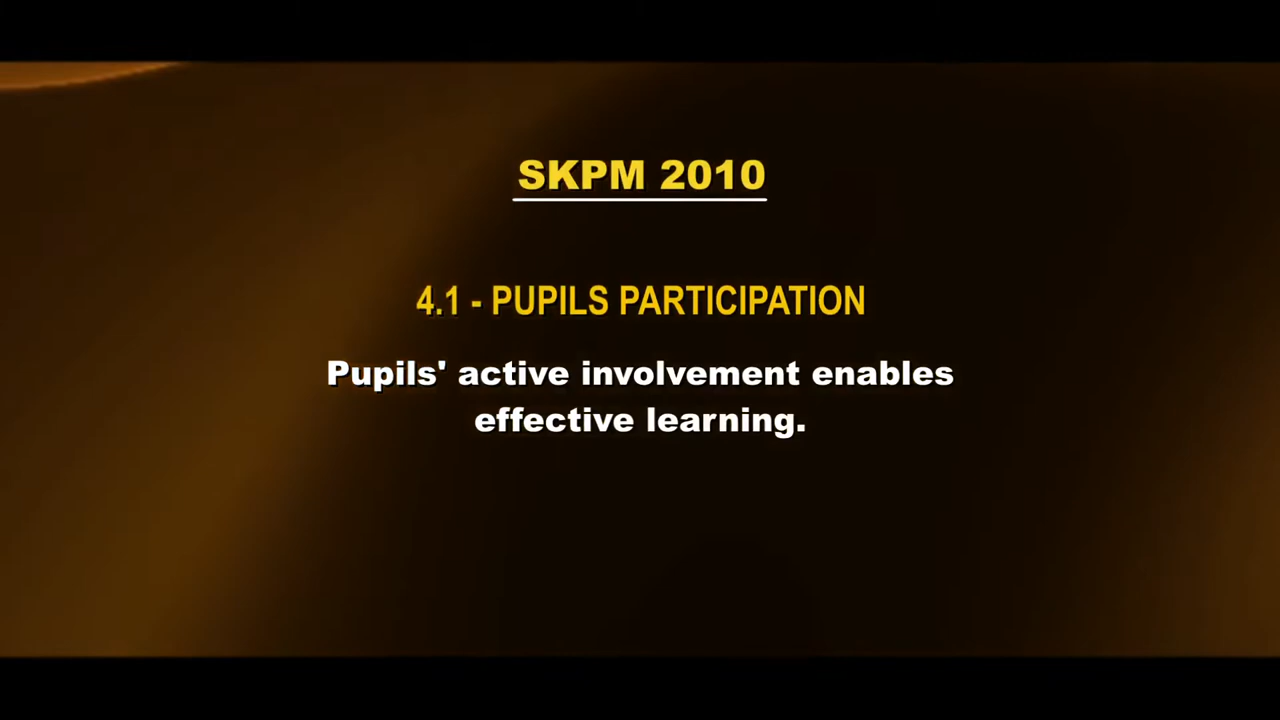 SKPM 2010
4.1 - PUPILS PARTICIPATION
Pupils' active involvement enables
effective learning.